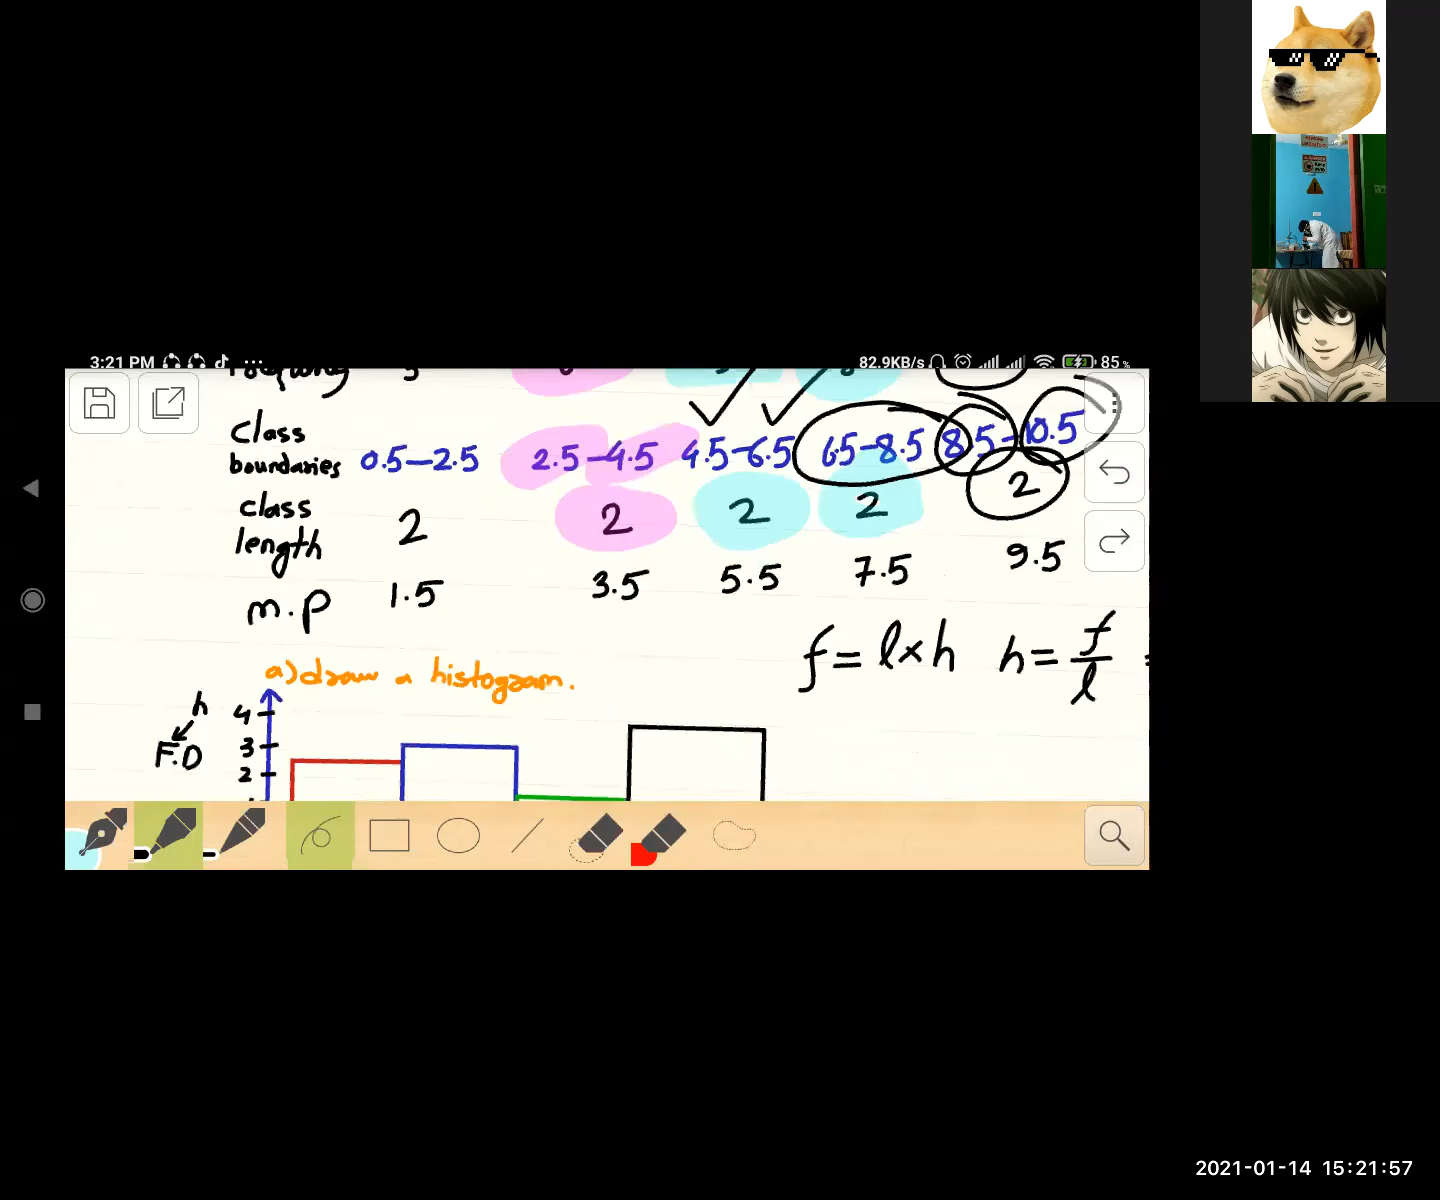 3:21 PM ... 82.9KB/s 85%
class boundaries 0.5—2.5 2.5—4.5 4.5—6.5 6.5—8.5 8.5—10.5
class length 2 2 2 2 2
m.p 1.5 3.5 5.5 7.5 9.5
f = l × h h = f/l =
a) draw a histogram.
h 4
F.D 3
2
2021-01-14 15:21:57